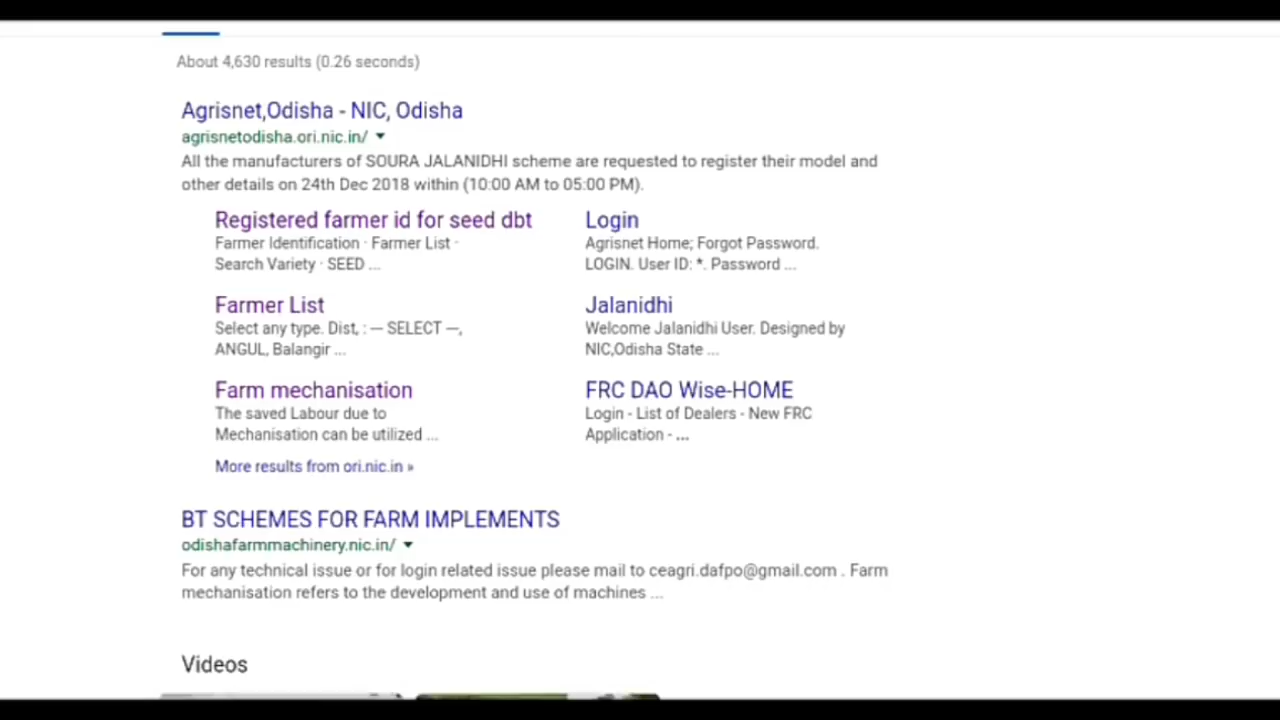 About 4,630 results (0.26 seconds)
Agrisnet,Odisha - NIC, Odisha
agrisnetodisha.ori.nic.in/
All the manufacturers of SOURA JALANIDHI scheme are requested to register their model and
other details on 24th Dec 2018 within (10:00 AM to 05:00 PM).
Registered farmer id for seed dbt
Farmer Identification · Farmer List ·
Search Variety · SEED ...
Login
Agrisnet Home; Forgot Password.
LOGIN. User ID: *. Password ...
Farmer List
Select any type. Dist, : — SELECT —,
ANGUL, Balangir ...
Jalanidhi
Welcome Jalanidhi User. Designed by
NIC,Odisha State ...
Farm mechanisation
The saved Labour due to
Mechanisation can be utilized ...
FRC DAO Wise-HOME
Login - List of Dealers - New FRC
Application - ...
More results from ori.nic.in »
BT SCHEMES FOR FARM IMPLEMENTS
odishafarmmachinery.nic.in/
For any technical issue or for login related issue please mail to ceagri.dafpo@gmail.com . Farm
mechanisation refers to the development and use of machines ...
Videos